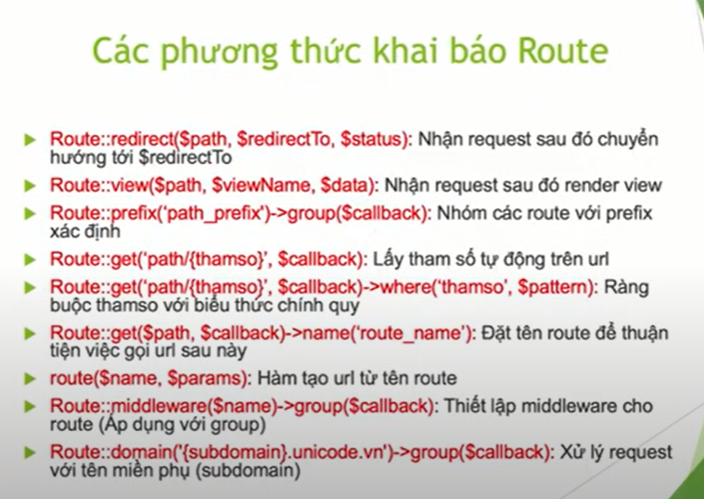 Các phương thức khai báo Route
Route::redirect($path, $redirectTo, $status): Nhận request sau đó chuyển
hướng tới $redirectTo
Route::view($path, $viewName, $data): Nhận request sau đó render view
Route::prefix(‘path_prefix’)->group($callback): Nhóm các route với prefix
xác định
Route::get(‘path/{thamso}’, $callback): Lấy tham số tự động trên url
Route::get(‘path/{thamso}’, $callback)->where(‘thamso’, $pattern): Ràng
buộc thamso với biểu thức chính quy
Route::get($path, $callback)->name(‘route_name’): Đặt tên route để thuận
tiện việc gọi url sau này
route($name, $params): Hàm tạo url từ tên route
Route::middleware($name)->group($callback): Thiết lập middleware cho
route (Áp dụng với group)
Route::domain('{subdomain}.unicode.vn')->group($callback): Xử lý request
với tên miền phụ (subdomain)